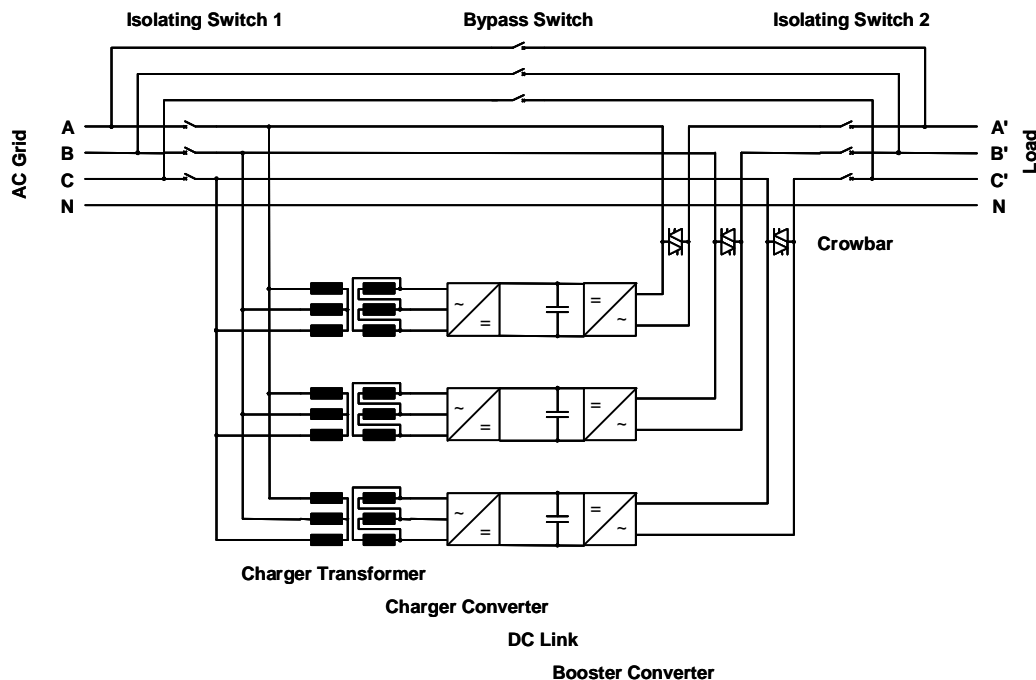 Isolating Switch 1
Bypass Switch
Isolating Switch 2
AC Grid
A
B
C
N
A'
B'
C'
N
Load
Crowbar
~
=
=
~
~
=
=
~
~
=
=
~
Charger Transformer
Charger Converter
DC Link
Booster Converter